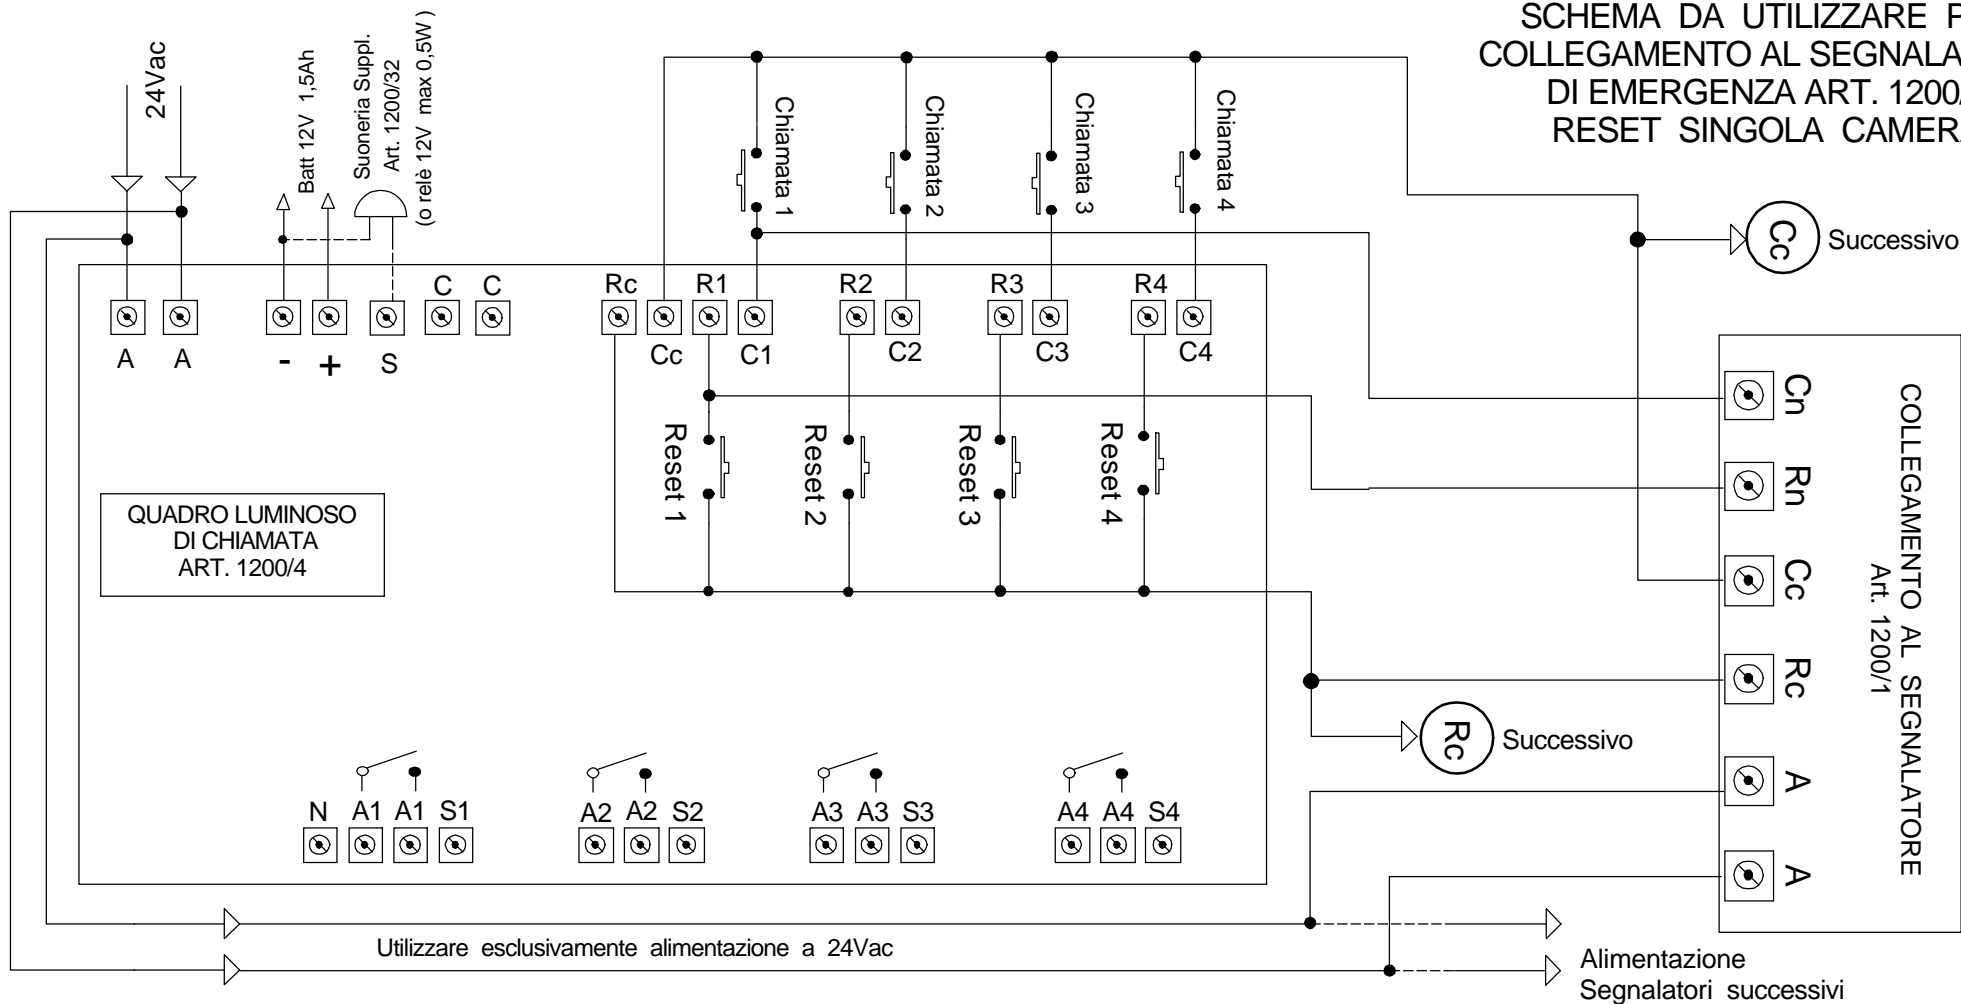 SCHEMA DA UTILIZZARE
COLLEGAMENTO AL
DI EMERGENZA ART.
RESET SINGOLA
24Vac
Batt 12V 1,5Ah
Suoneria Suppl.
Art. 1200/32
(o relè 12V max 0,5W )
Chiamata 1
Chiamata 2
Chiamata 3
Chiamata 4
Cc
Successivo
C C
Rc R1 R2 R3 R4
A A - + S
Cc C1 C2 C3 C4
Reset 1
Reset 2
Reset 3
Reset 4
QUADRO LUMINOSO
DI CHIAMATA
ART. 1200/4
Cn
Rn
Cc
Rc
A
A
COLLEGAMENTO AL SEGNALATORE
Art. 1200/1
Rc
Successivo
N A1 A1 S1
A2 A2 S2
A3 A3 S3
A4 A4 S4
Utilizzare esclusivamente alimentazione a 24Vac
Alimentazione
Segnalatori successivi